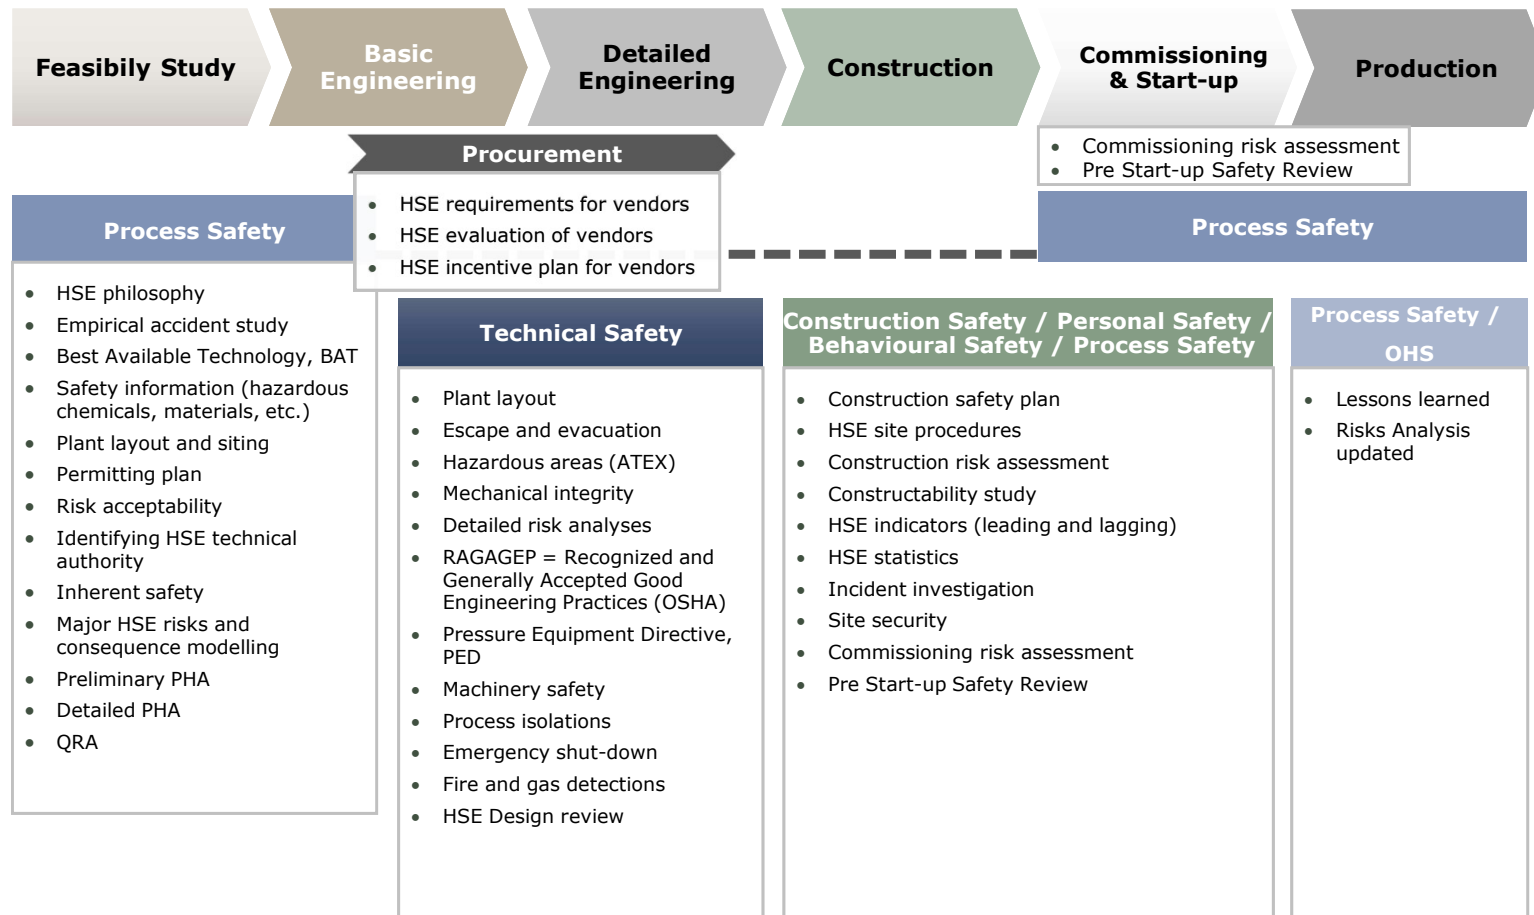 Feasibily Study
Basic
Engineering
Detailed
Engineering
Construction
Commissioning
& Start-up
Production
Procurement
• HSE requirements for vendors
• HSE evaluation of vendors
• HSE incentive plan for vendors
• Commissioning risk assessment
• Pre Start-up Safety Review
Process Safety
• HSE philosophy
• Empirical accident study
• Best Available Technology, BAT
• Safety information (hazardous
chemicals, materials, etc.)
• Plant layout and siting
• Permitting plan
• Risk acceptability
• Identifying HSE technical
authority
• Inherent safety
• Major HSE risks and
consequence modelling
• Preliminary PHA
• Detailed PHA
• QRA
Process Safety
Technical Safety
• Plant layout
• Escape and evacuation
• Hazardous areas (ATEX)
• Mechanical integrity
• Detailed risk analyses
• RAGAGEP = Recognized and
Generally Accepted Good
Engineering Practices (OSHA)
• Pressure Equipment Directive,
PED
• Machinery safety
• Process isolations
• Emergency shut-down
• Fire and gas detections
• HSE Design review
Construction Safety / Personal Safety /
Behavioural Safety / Process Safety
• Construction safety plan
• HSE site procedures
• Construction risk assessment
• Constructability study
• HSE indicators (leading and lagging)
• HSE statistics
• Incident investigation
• Site security
• Commissioning risk assessment
• Pre Start-up Safety Review
Process Safety /
OHS
• Lessons learned
• Risks Analysis
updated